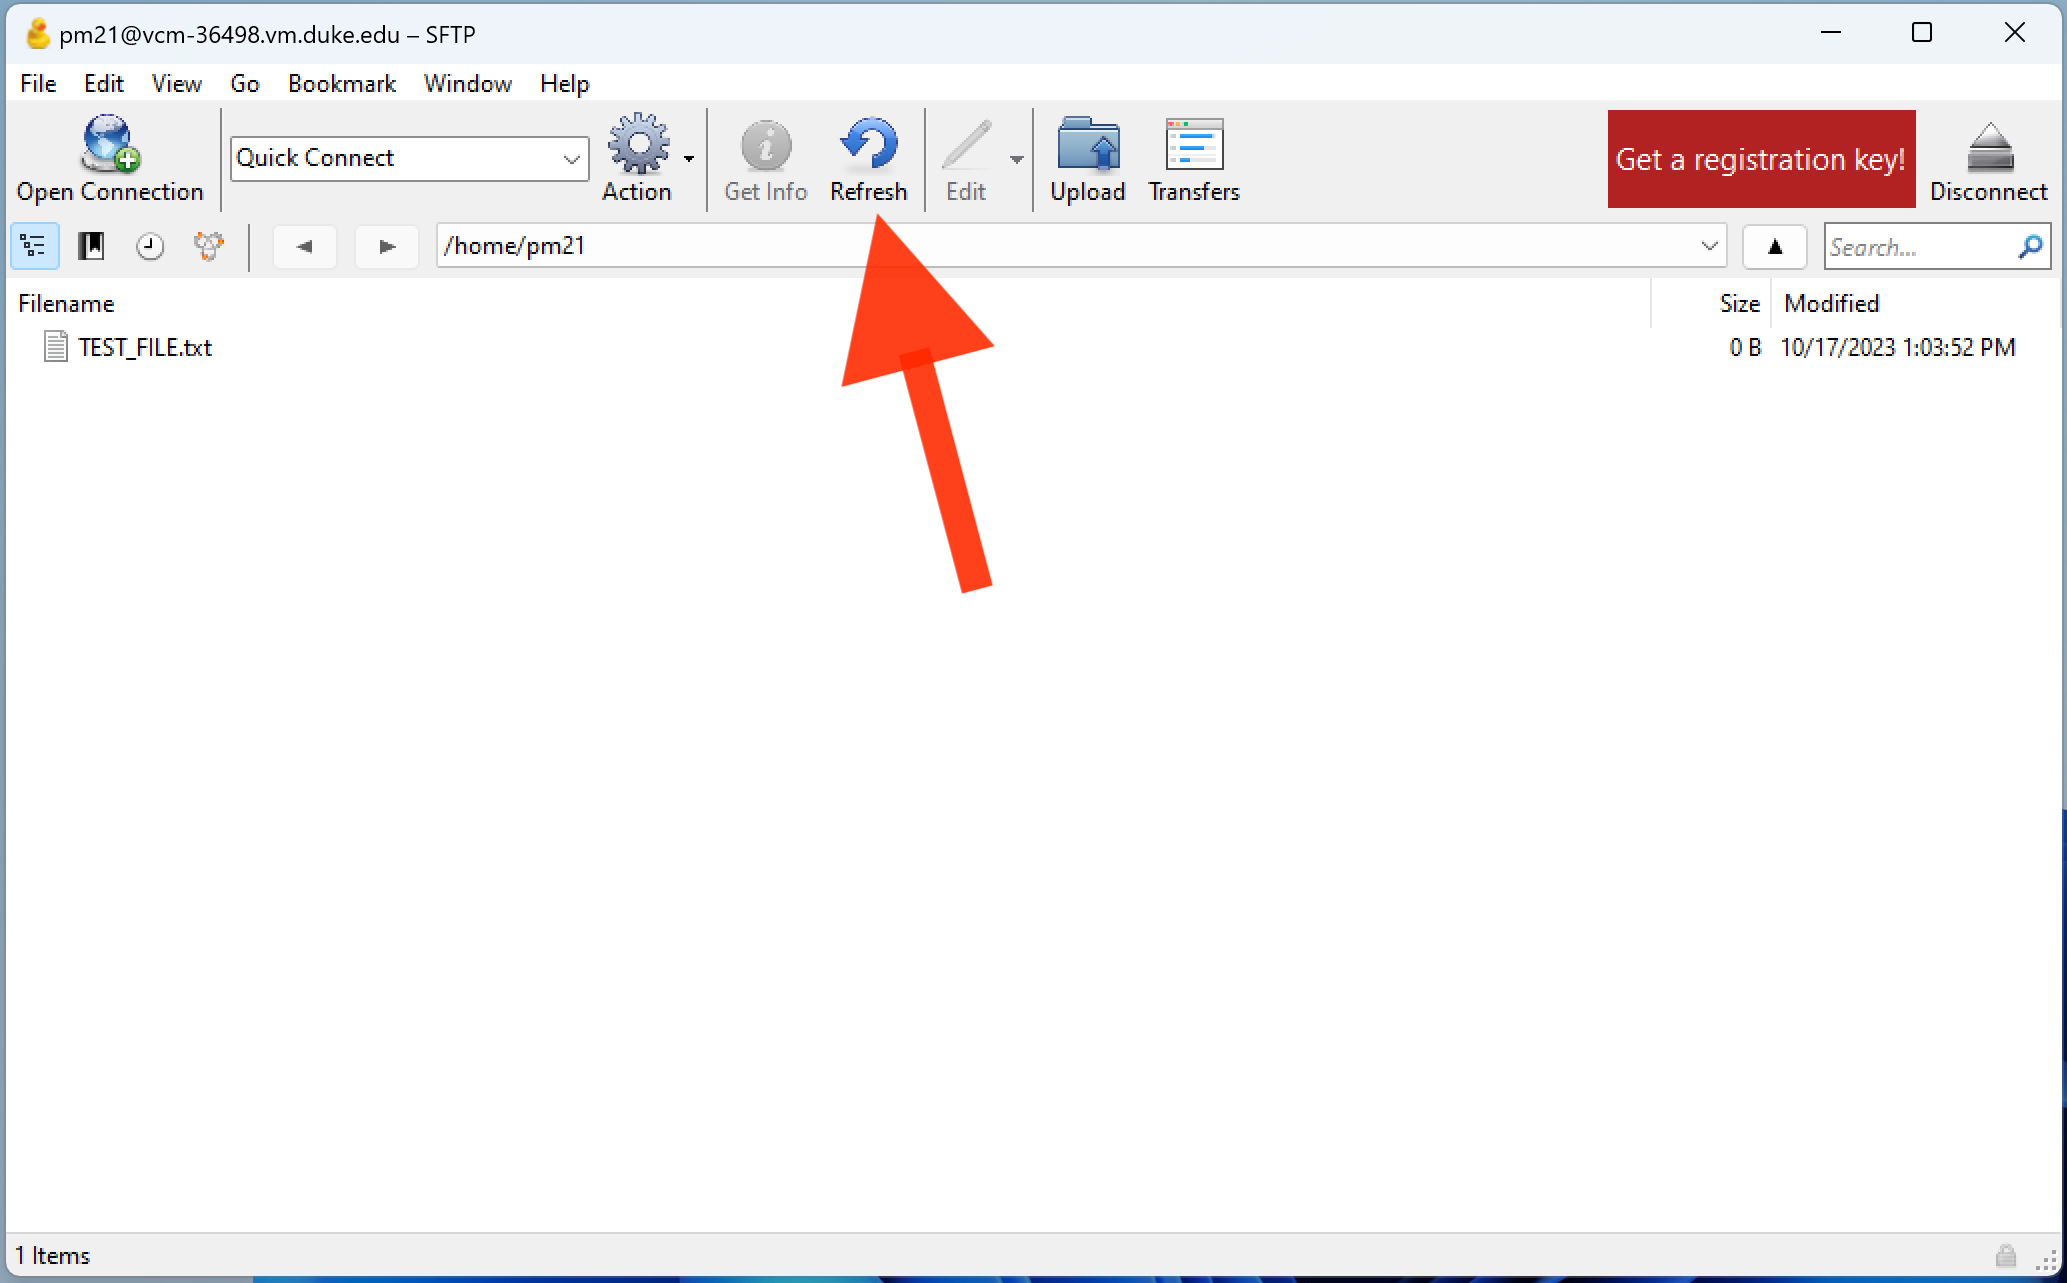 pm21@vcm-36498.vm.duke.edu – SFTP
File Edit View Go Bookmark Window Help
Open Connection
Quick Connect
Action
Get Info
Refresh
Edit
Upload
Transfers
Get a registration key!
Disconnect
/home/pm21
Search...
Filename Size Modified
TEST_FILE.txt 0 B 10/17/2023 1:03:52 PM
1 Items